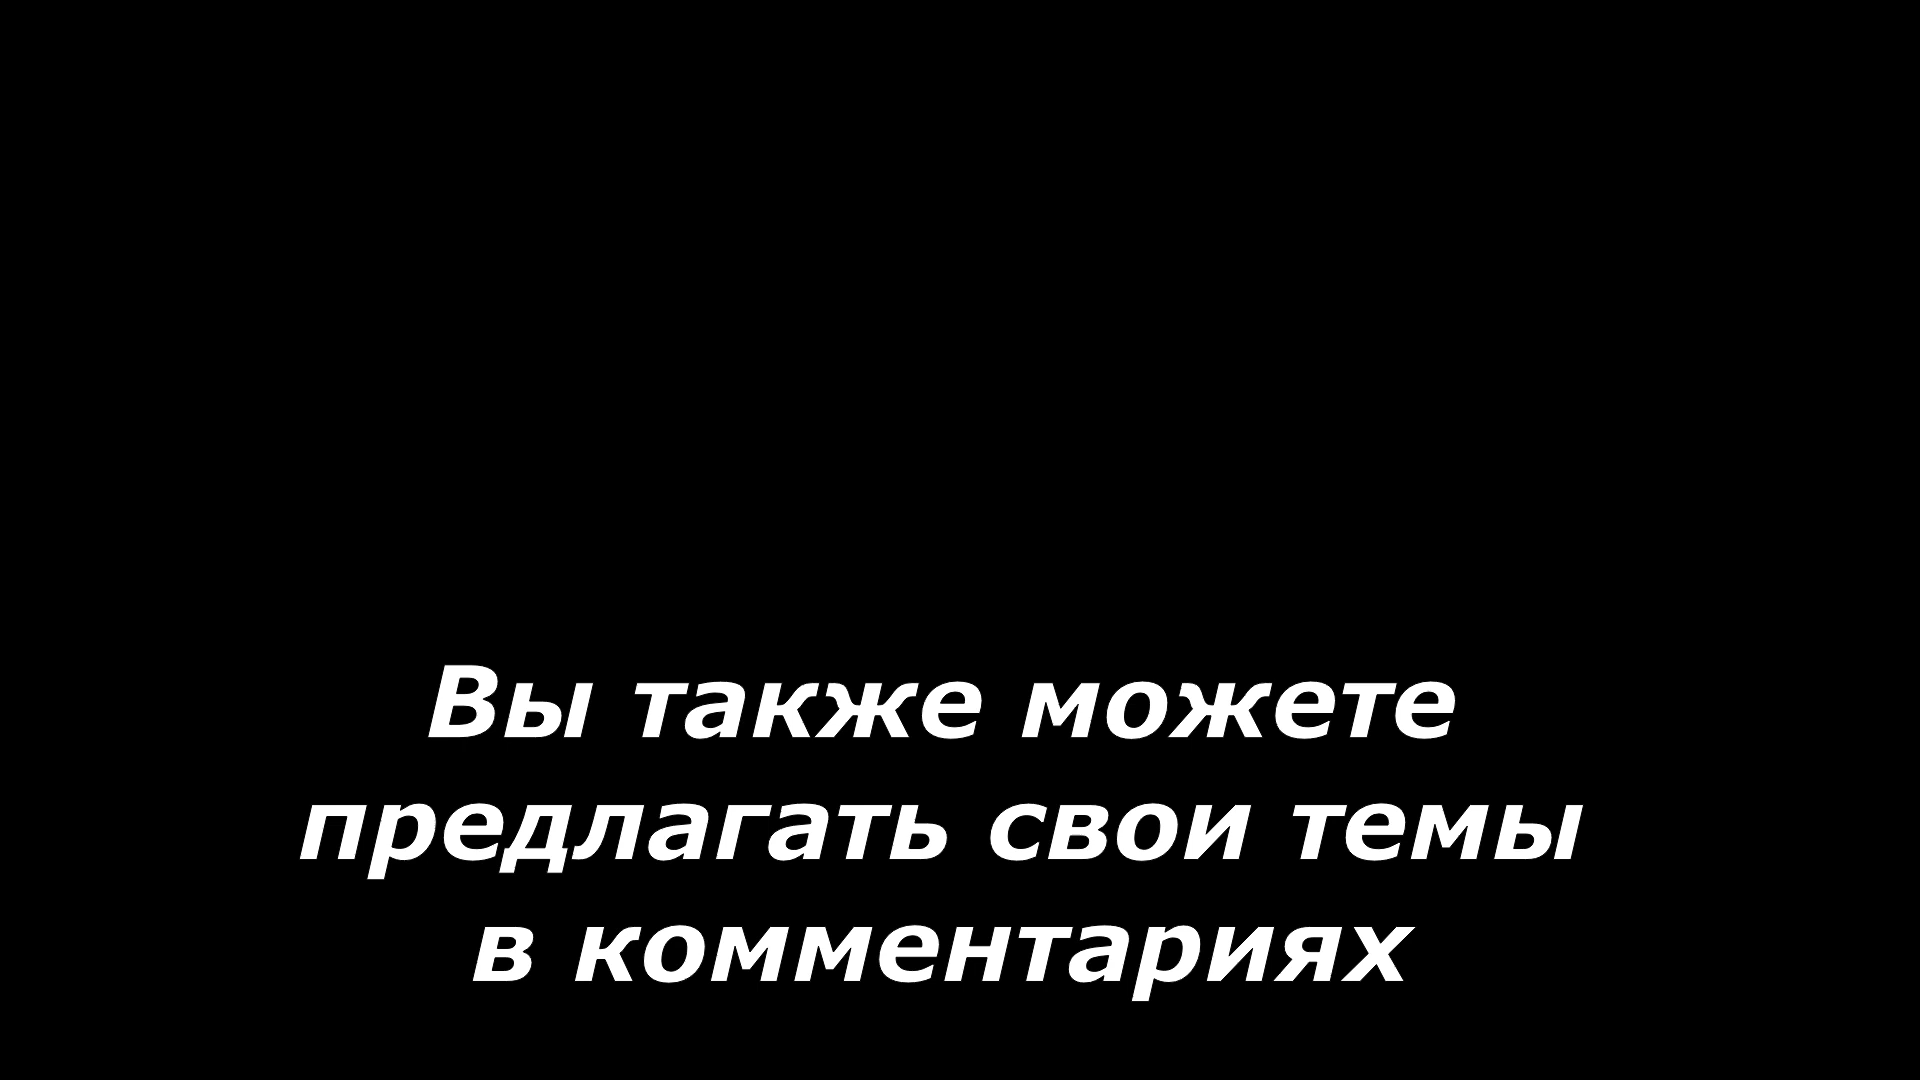 Вы также можете
предлагать свои темы
в комментариях